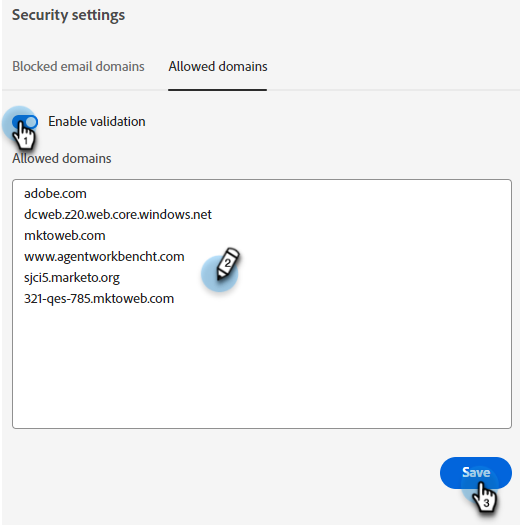 Security settings
Blocked email domains Allowed domains
Enable validation
1
Allowed domains
adobe.com
dcweb.z20.web.core.windows.net
mktoweb.com
www.agentworkbencht.com
2
sjci5.marketo.org
321-qes-785.mktoweb.com
Save
3